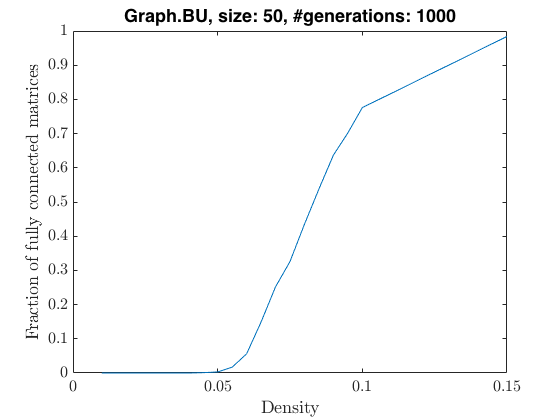 Graph.BU, size: 50, #generations: 1000
1
0.9
0.8
0.7
0.6
0.5
0.4
0.3
0.2
0.1
0
Fraction of fully connected matrices
0 0.05 0.1 0.15
Density